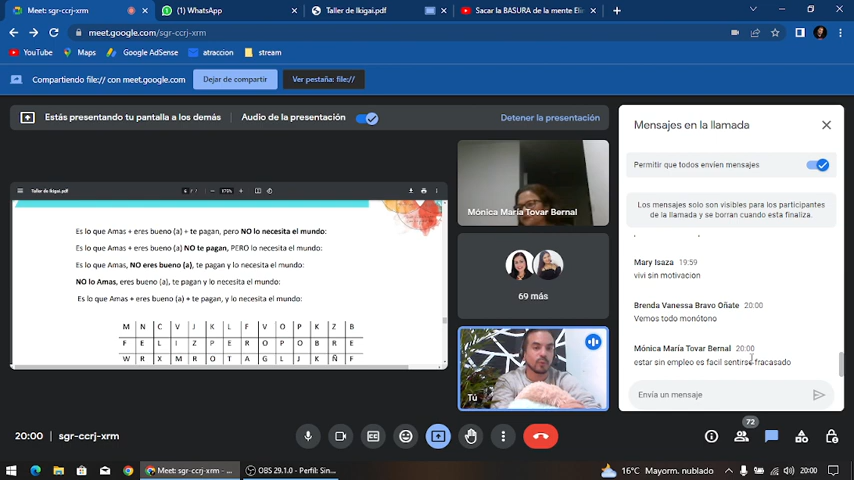 Meet: sgr-ccrj-xrm
(1) WhatsApp
Taller de Ikigai.pdf
Sacar la BASURA de la mente Eli
meet.google.com/sgr-ccrj-xrm
YouTube
Maps
Google AdSense
atraccion
stream
Compartiendo file:// con meet.google.com
Dejar de compartir
Ver pestaña: file://
Estás presentando tu pantalla a los demás
Audio de la presentación
Detener la presentación
Taller de Ikigai.pdf
Es lo que Amas + eres bueno (a) + te pagan, pero NO lo necesita el mundo:
Es lo que Amas + eres bueno (a) NO te pagan, PERO lo necesita el mundo:
Es lo que Amas, NO eres bueno (a), te pagan y lo necesita el mundo:
NO lo Amas, eres bueno (a), te pagan y lo necesita el mundo:
Es lo que Amas + eres bueno (a) + te pagan, y lo necesita el mundo:
M N C V J K L F V O P K Z B
F E L I Z P E R O P O B R E
W R X M R O T A G L J K Ñ F
Mónica María Tovar Bernal
69 más
Tú
Mensajes en la llamada
Permitir que todos envíen mensajes
Los mensajes solo son visibles para los participantes
de la llamada y se borran cuando esta finaliza.
Mary Isaza 19:59
vivi sin motivacion
Brenda Vanessa Bravo Oñate 20:00
Vemos todo monótono
Mónica María Tovar Bernal 20:00
estar sin empleo es facil sentirse fracasado
Envía un mensaje
20:00
sgr-ccrj-xrm
72
Meet: sgr-ccrj-xrm - ...
OBS 29.1.0 - Perfil: Sin...
16°C Mayorm. nublado
20:00